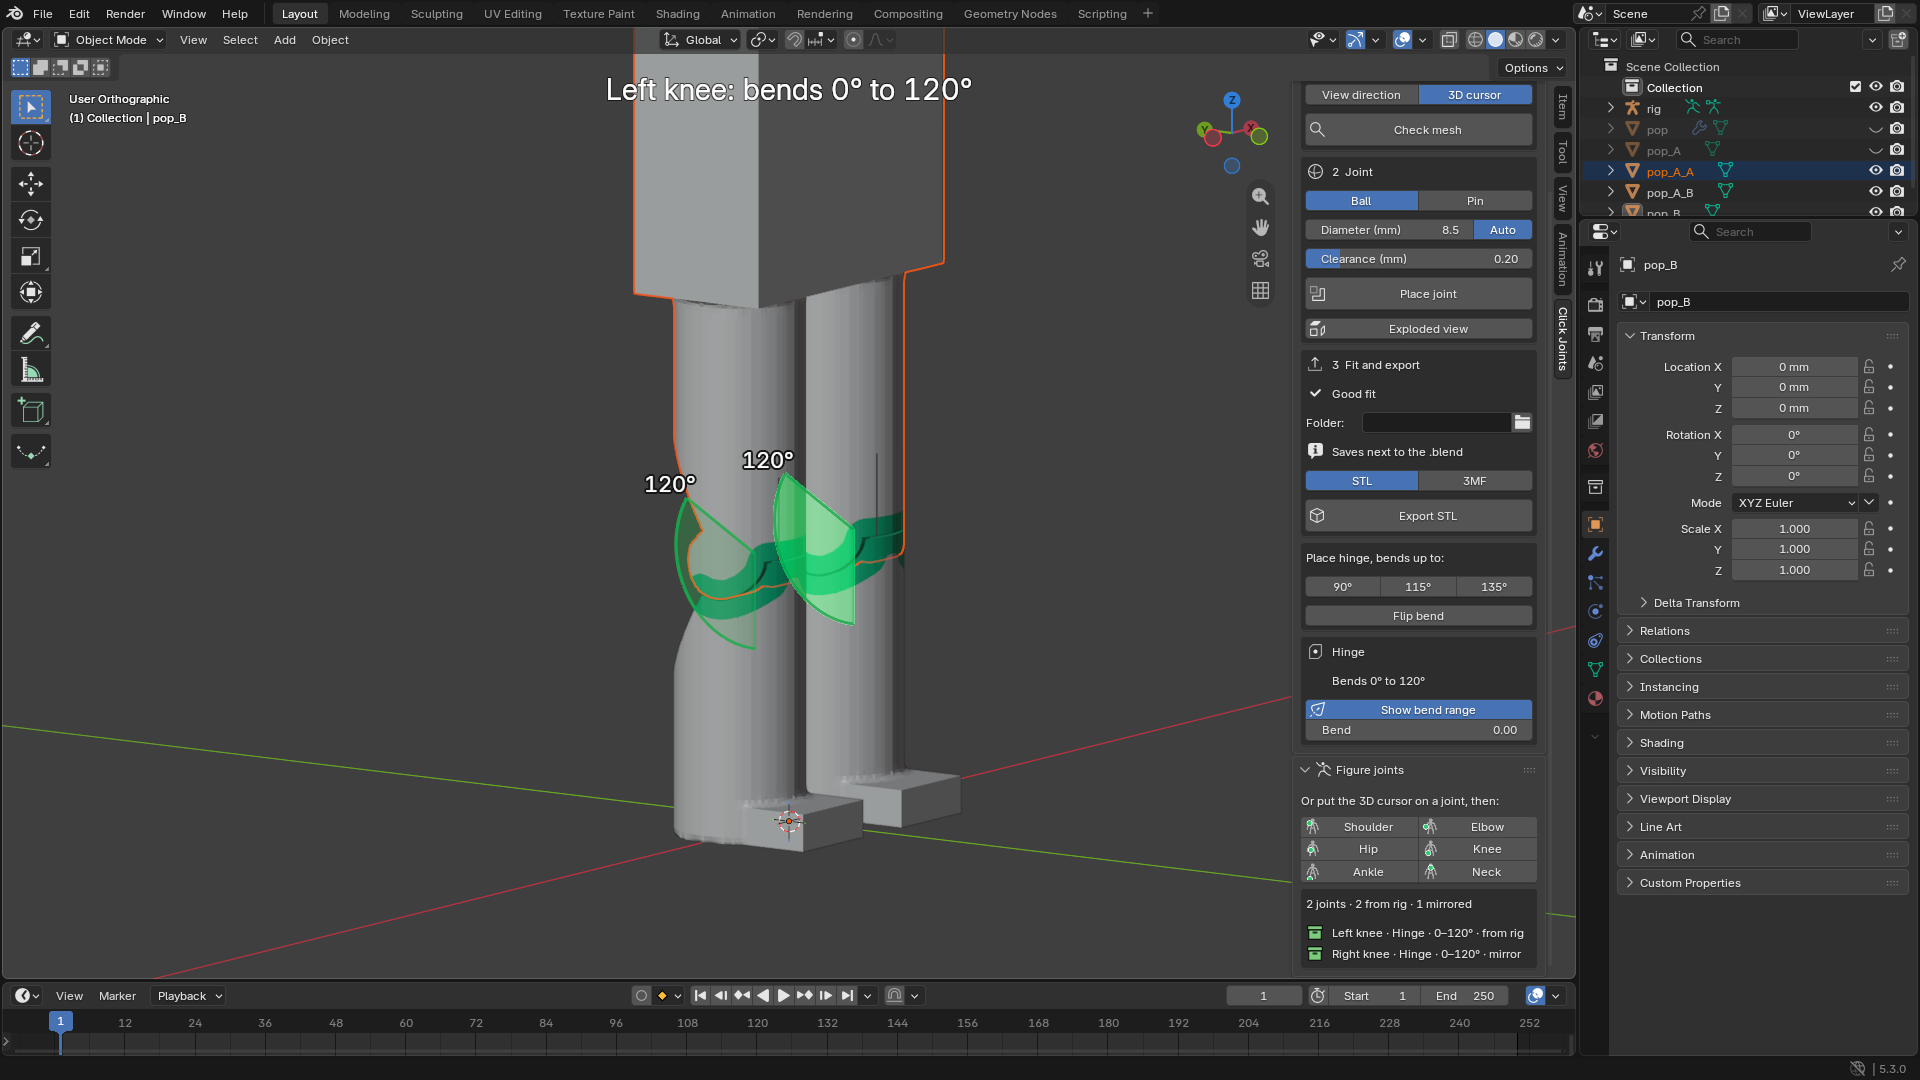 File Edit Render Window Help
Layout Modeling Sculpting UV Editing Texture Paint Shading Animation Rendering Compositing Geometry Nodes Scripting +
Scene
ViewLayer
Object Mode View Select Add Object
Global
Options
User Orthographic
(1) Collection | pop_B
Left knee: bends 0° to 120°
120°
120°
Z
Y
X
View direction 3D cursor
Check mesh
2 Joint
Ball Pin
Diameter (mm) 8.5 Auto
Clearance (mm) 0.20
Place joint
Exploded view
3 Fit and export
Good fit
Folder:
Saves next to the .blend
STL 3MF
Export STL
Place hinge, bends up to:
90° 115° 135°
Flip bend
Hinge
Bends 0° to 120°
Show bend range
Bend 0.00
Figure joints
Or put the 3D cursor on a joint, then:
Shoulder Elbow
Hip Knee
Ankle Neck
2 joints · 2 from rig · 1 mirrored
Left knee · Hinge · 0–120° · from rig
Right knee · Hinge · 0–120° · mirror
Item
Tool
View
Animation
Click Joints
Search
Scene Collection
Collection
rig
pop
pop_A
pop_A_A
pop_A_B
pop_B
Search
pop_B
pop_B
Transform
Location X 0 mm
Y 0 mm
Z 0 mm
Rotation X 0°
Y 0°
Z 0°
Mode XYZ Euler
Scale X 1.000
Y 1.000
Z 1.000
Delta Transform
Relations
Collections
Instancing
Motion Paths
Shading
Visibility
Viewport Display
Line Art
Animation
Custom Properties
View Marker Playback
1 Start 1 End 250
1 12 24 36 48 60 72 84 96 108 120 132 144 156 168 180 192 204 216 228 240 252
5.3.0